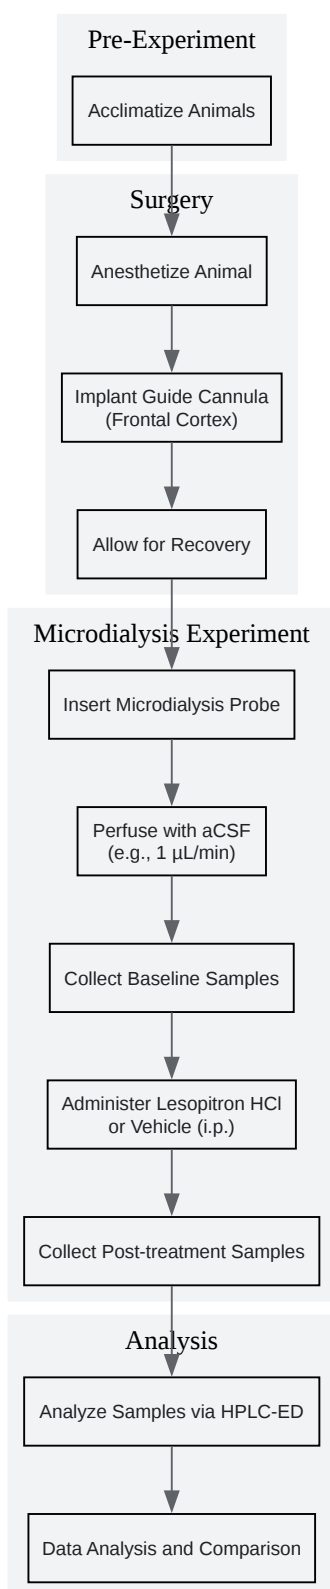 Pre-Experiment
Acclimatize Animals
Surgery
Anesthetize Animal
Implant Guide Cannula
(Frontal Cortex)
Allow for Recovery
Microdialysis Experiment
Insert Microdialysis Probe
Perfuse with aCSF
(e.g., 1 µL/min)
Collect Baseline Samples
Administer Lesopitron HCl
or Vehicle (i.p.)
Collect Post-treatment Samples
Analysis
Analyze Samples via HPLC-ED
Data Analysis and Comparison